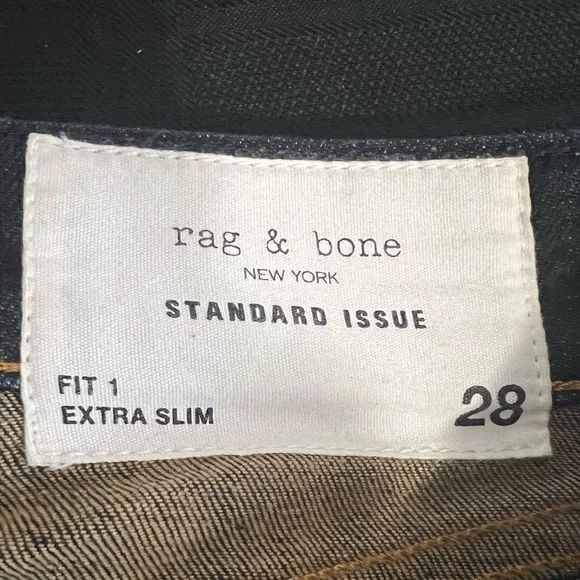 rag & bone
NEW YORK
STANDARD ISSUE
FIT 1
EXTRA SLIM
28